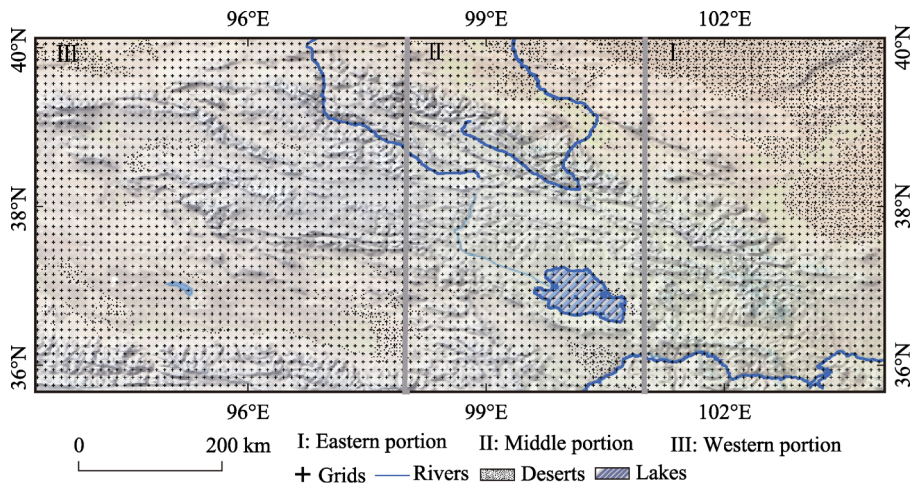 96°E 99°E 102°E
40°N III II I 40°N
38°N 38°N
36°N 36°N
96°E 99°E 102°E
0 200 km I: Eastern portion II: Middle portion III: Western portion
Grids Rivers Deserts Lakes